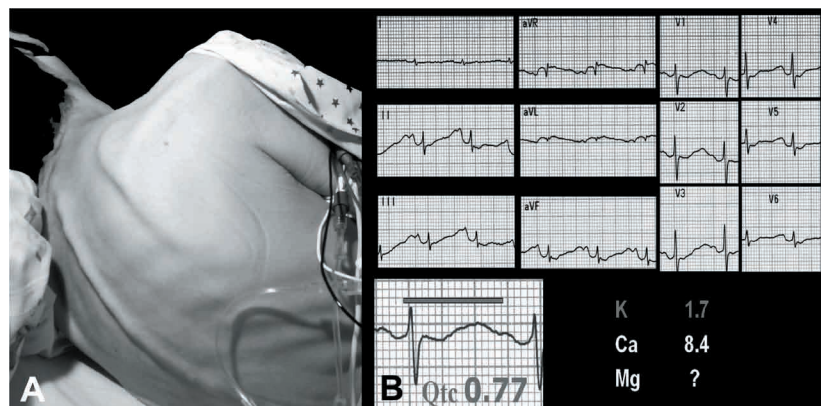 I
aVR
V1
V4
II
aVL
V2
V5
III
aVF
V3
V6
A
B
Qtc 0.77
K 1.7
Ca 8.4
Mg ?